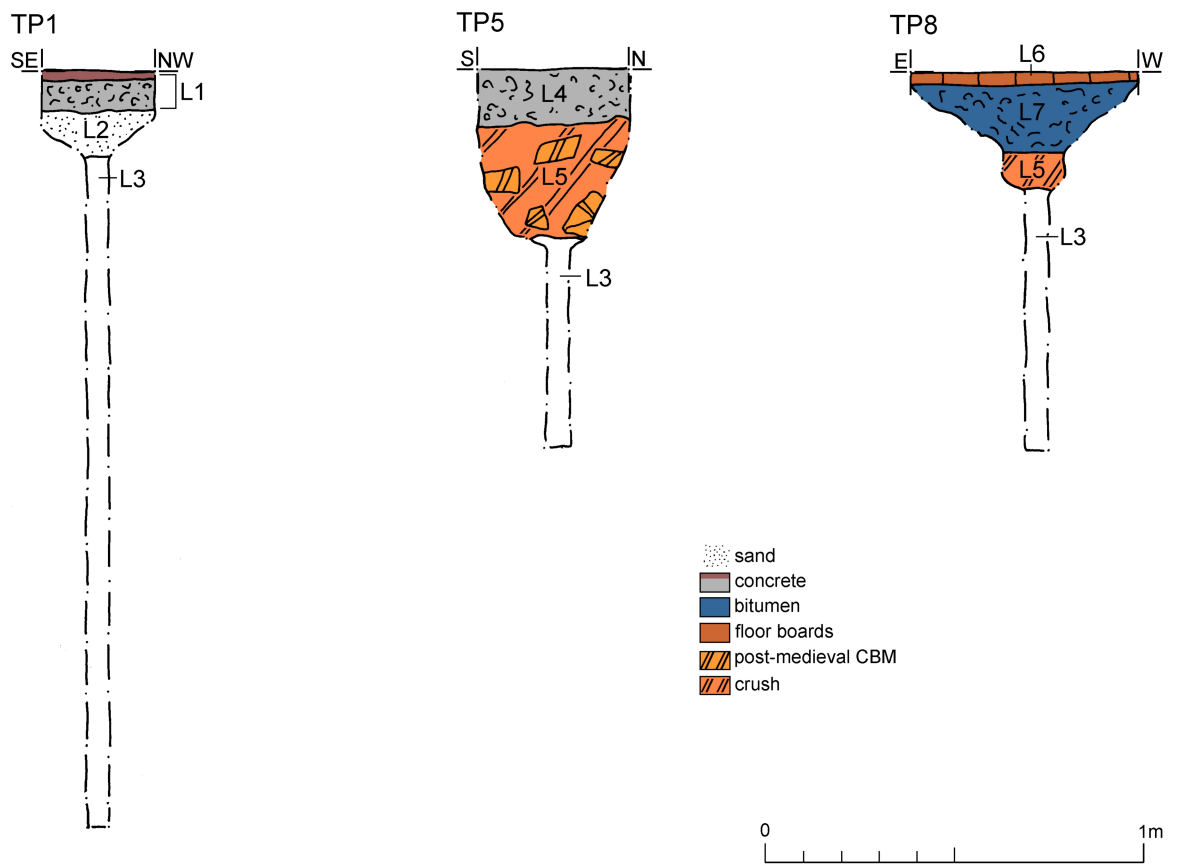 TP1
SE NW
L1
L2
L3
TP5
S N
L4
L5
L3
TP8
E W
L6
L7
L5
L3
sand
concrete
bitumen
floor boards
post-medieval CBM
crush
0 1m